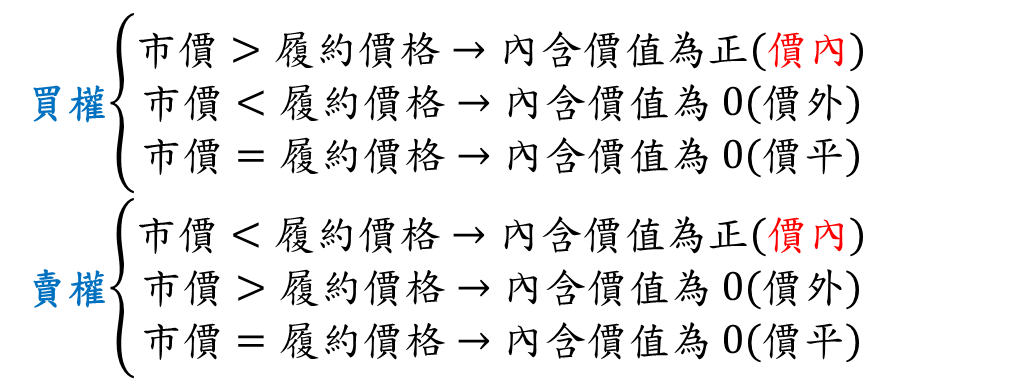 市價 > 履約價格 → 內含價值為正(價內)
買權 市價 < 履約價格 → 內含價值為 0(價外)
市價 = 履約價格 → 內含價值為 0(價平)
市價 < 履約價格 → 內含價值為正(價內)
賣權 市價 > 履約價格 → 內含價值為 0(價外)
市價 = 履約價格 → 內含價值為 0(價平)